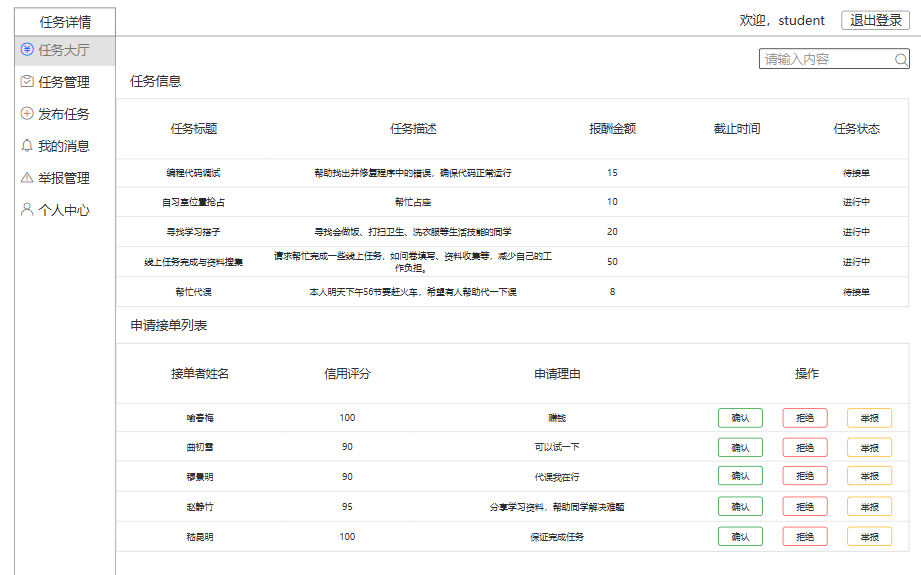 任务详情
欢迎，student
退出登录
任务大厅
任务管理
发布任务
我的消息
举报管理
个人中心
请输入内容
任务信息
任务标题 任务描述 报酬金额 截止时间 任务状态
编程代码调试 帮助找出并修复程序中的错误，确保代码正常运行 15 待接单
自习室位置抢占 帮忙占座 10 进行中
寻找学习搭子 寻找会做饭、打扫卫生、洗衣服等生活技能的同学 20 进行中
线上任务完成与资料搜集 请求帮忙完成一些线上任务，如问卷填写、资料收集等，减少自己的工 50 进行中
作负担。
帮忙代课 本人明天下午56节要赶火车，希望有人帮助代一下课 8 待接单
申请接单列表
接单者姓名 信用评分 申请理由 操作
喻春梅 100 赚钱 确认 拒绝 举报
曲初雪 90 可以试一下 确认 拒绝 举报
穆景明 90 代课我在行 确认 拒绝 举报
赵静竹 95 分享学习资料，帮助同学解决难题 确认 拒绝 举报
嵇昆明 100 保证完成任务 确认 拒绝 举报